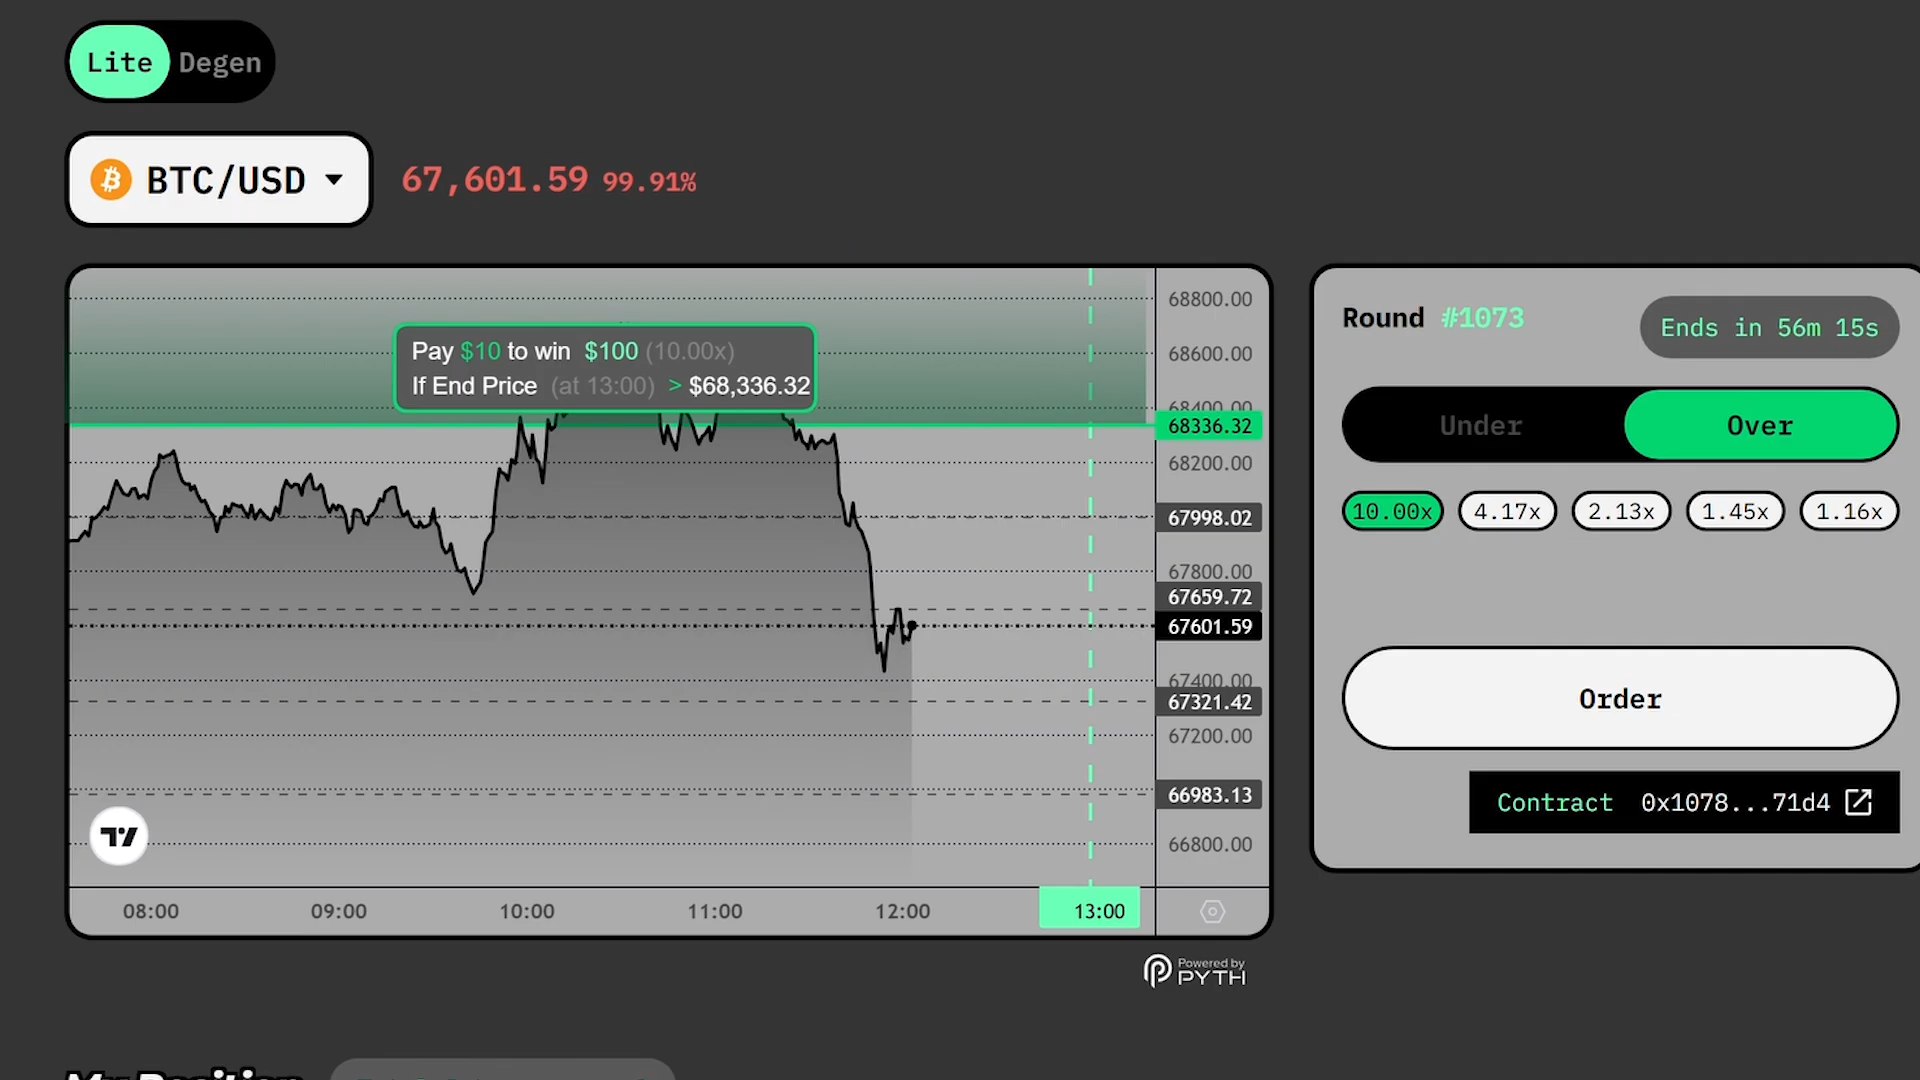 Lite Degen
BTC/USD 67,601.59 99.91%
Pay $10 to win $100 (10.00x)
If End Price (at 13:00) > $68,336.32
68800.00
68600.00
68400.00
68336.32
68200.00
67998.02
67800.00
67659.72
67601.59
67400.00
67321.42
67200.00
66983.13
66800.00
08:00 09:00 10:00 11:00 12:00 13:00
Powered by
PYTH
Round #1073
Ends in 56m 15s
Under Over
10.00x 4.17x 2.13x 1.45x 1.16x
Order
Contract 0x1078...71d4
My Position